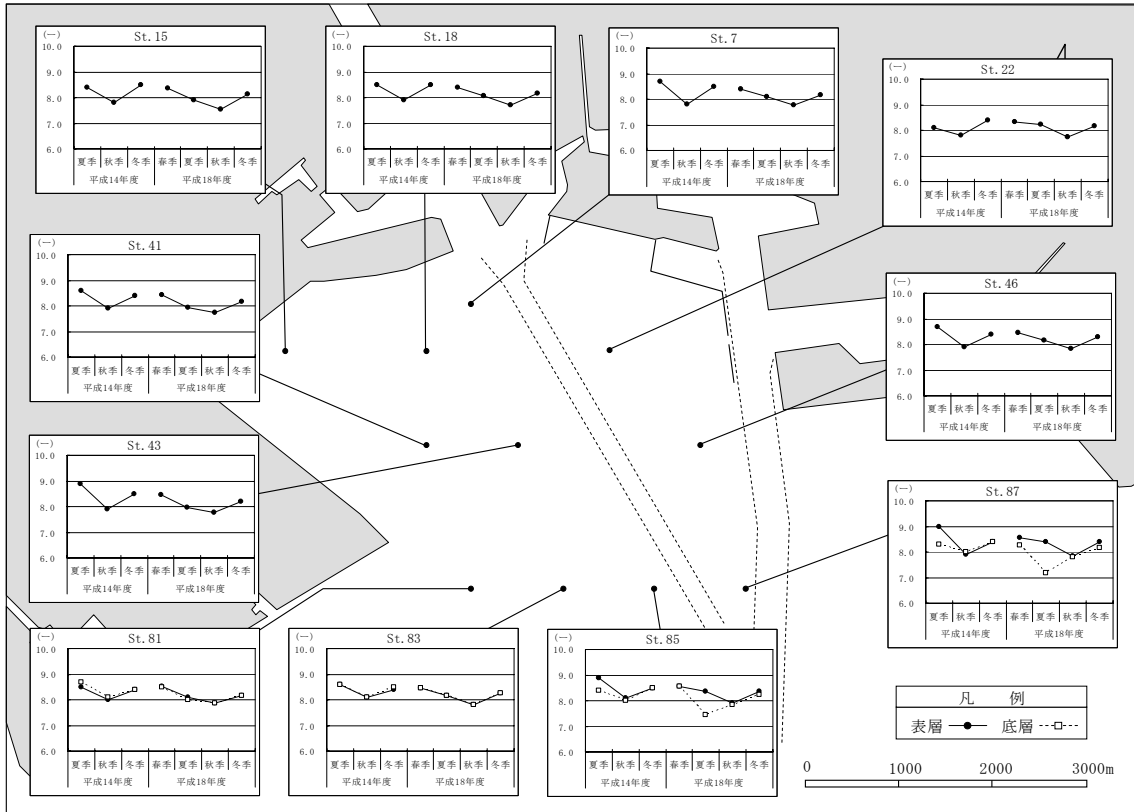 St.15
(－)
10.0
9.0
8.0
7.0
6.0
夏季 秋季 冬季 春季 夏季 秋季 冬季
平成14年度 平成18年度
St.18
(－)
10.0
9.0
8.0
7.0
6.0
夏季 秋季 冬季 春季 夏季 秋季 冬季
平成14年度 平成18年度
St.7
(－)
10.0
9.0
8.0
7.0
6.0
夏季 秋季 冬季 春季 夏季 秋季 冬季
平成14年度 平成18年度
St.22
(－)
10.0
9.0
8.0
7.0
6.0
夏季 秋季 冬季 春季 夏季 秋季 冬季
平成14年度 平成18年度
St.41
(－)
10.0
9.0
8.0
7.0
6.0
夏季 秋季 冬季 春季 夏季 秋季 冬季
平成14年度 平成18年度
St.46
(－)
10.0
9.0
8.0
7.0
6.0
夏季 秋季 冬季 春季 夏季 秋季 冬季
平成14年度 平成18年度
St.43
(－)
10.0
9.0
8.0
7.0
6.0
夏季 秋季 冬季 春季 夏季 秋季 冬季
平成14年度 平成18年度
St.87
(－)
10.0
9.0
8.0
7.0
6.0
夏季 秋季 冬季 春季 夏季 秋季 冬季
平成14年度 平成18年度
St.81
(－)
10.0
9.0
8.0
7.0
6.0
夏季 秋季 冬季 春季 夏季 秋季 冬季
平成14年度 平成18年度
St.83
(－)
10.0
9.0
8.0
7.0
6.0
夏季 秋季 冬季 春季 夏季 秋季 冬季
平成14年度 平成18年度
St.85
(－)
10.0
9.0
8.0
7.0
6.0
夏季 秋季 冬季 春季 夏季 秋季 冬季
平成14年度 平成18年度
凡 例
表層 底層
0 1000 2000 3000m